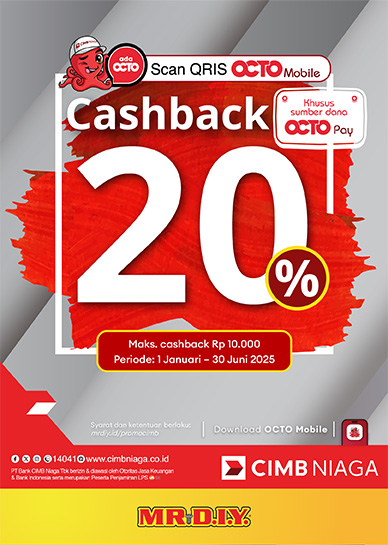 CIMB NIAGA
ada
OCTO
Scan QRIS OCTO Mobile
Cashback
Khusus
sumber dana
OCTO Pay
20%
Maks. cashback Rp 10.000
Periode: 1 Januari – 30 Juni 2025
Syarat dan ketentuan berlaku:
mrdiy.id/promocimb
Download OCTO Mobile
14041 www.cimbniaga.co.id
PT Bank CIMB Niaga Tbk berizin & diawasi oleh Otoritas Jasa Keuangan
& Bank Indonesia serta merupakan Peserta Penjaminan LPS
CIMB NIAGA
MR.D.I.Y.